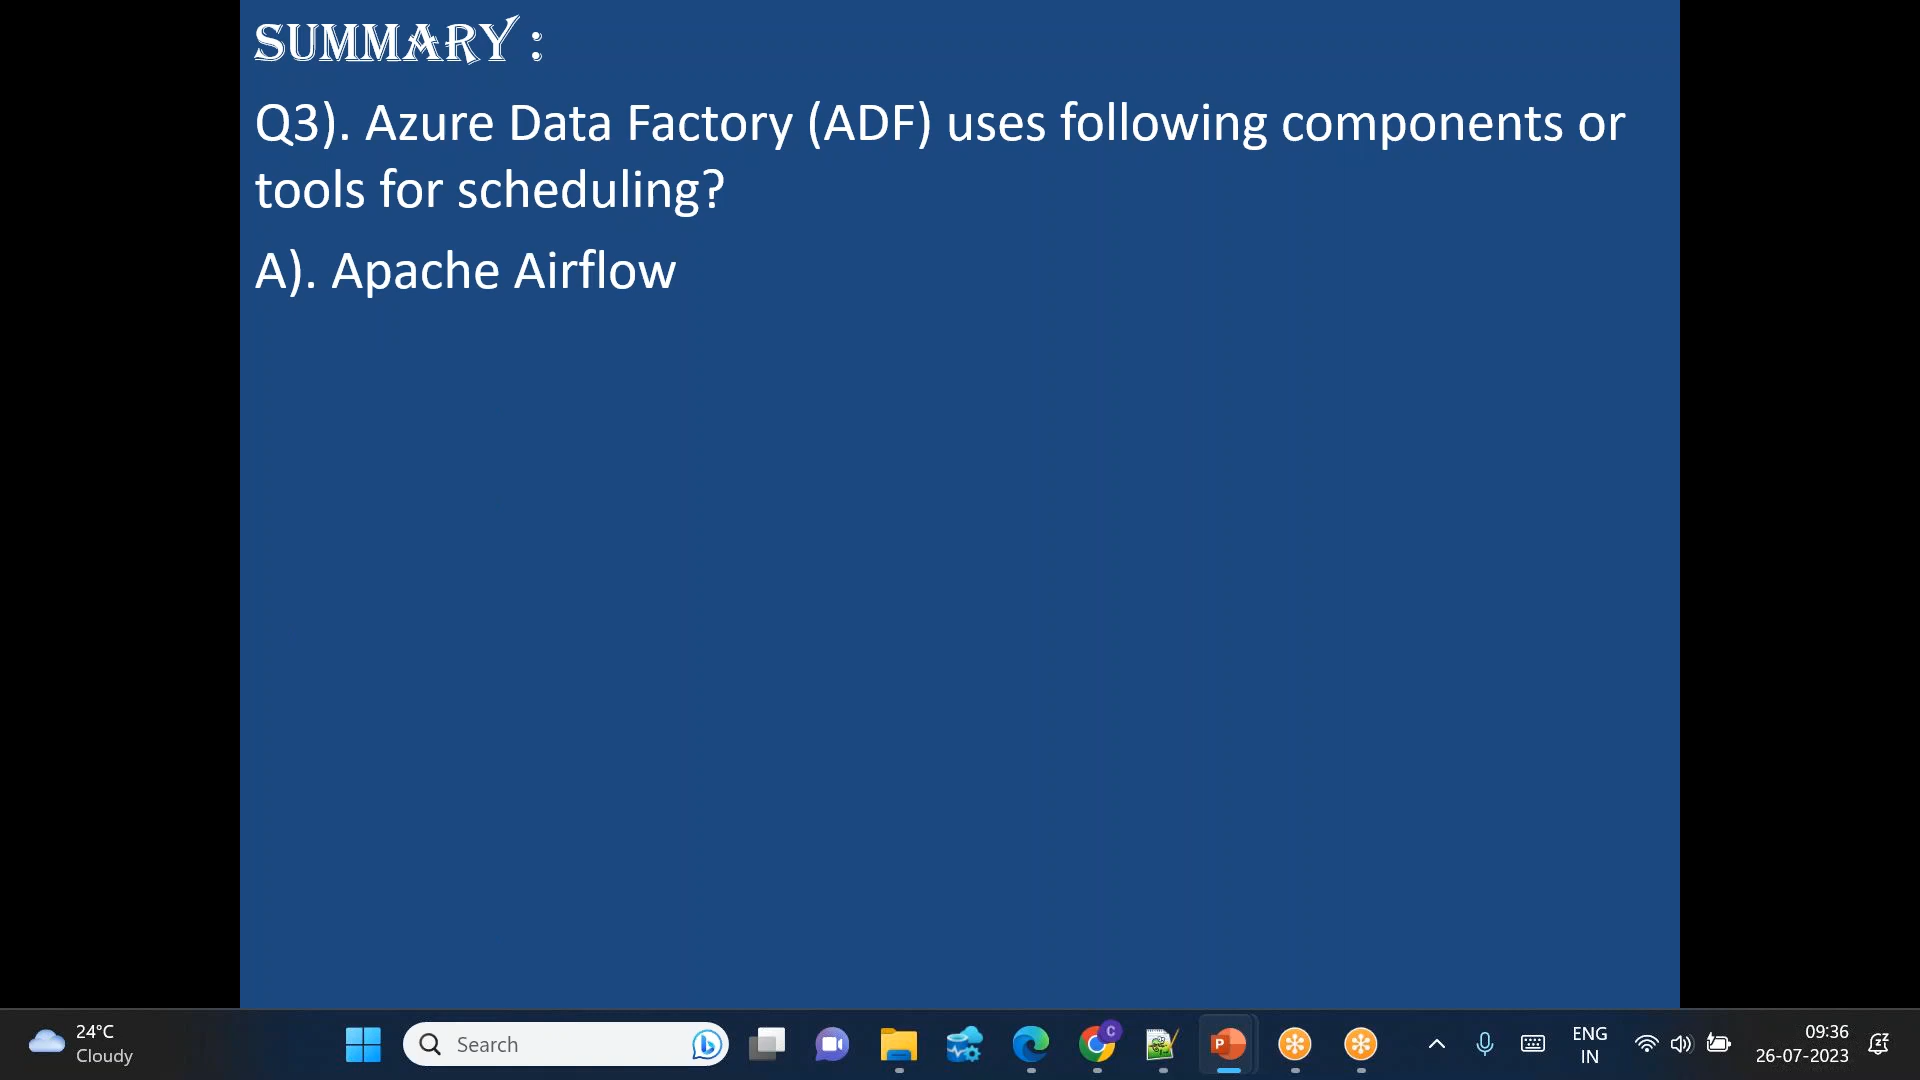 SUMMARY :
Q3). Azure Data Factory (ADF) uses following components or
tools for scheduling?
A). Apache Airflow
24°C
Cloudy
Search
C
P
ENG
IN
09:36
26-07-2023